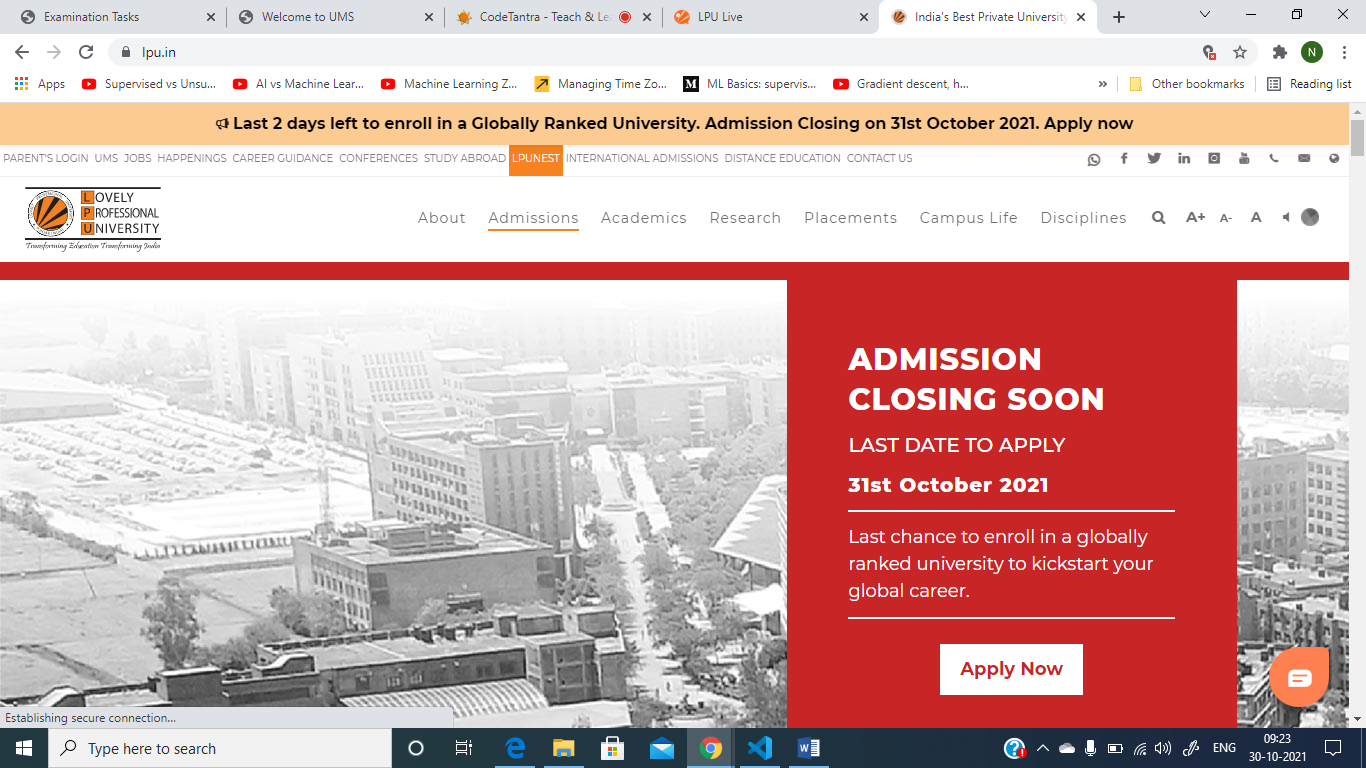 Examination Tasks
Welcome to UMS
CodeTantra - Teach & Le
LPU Live
India's Best Private University
lpu.in
N
Apps
Supervised vs Unsu...
AI vs Machine Lear...
Machine Learning Z...
Managing Time Zo...
M
ML Basics: supervis...
Gradient descent, h...
»
Other bookmarks
Reading list
Last 2 days left to enroll in a Globally Ranked University. Admission Closing on 31st October 2021. Apply now
PARENT'S LOGIN UMS JOBS HAPPENINGS CAREER GUIDANCE CONFERENCES STUDY ABROAD LPUNEST INTERNATIONAL ADMISSIONS DISTANCE EDUCATION CONTACT US
LOVELY
PROFESSIONAL
UNIVERSITY
Transforming Education Transforming India
About Admissions Academics Research Placements Campus Life Disciplines A+ A- A
ADMISSION
CLOSING SOON
LAST DATE TO APPLY
31st October 2021
Last chance to enroll in a globally
ranked university to kickstart your
global career.
Apply Now
Establishing secure connection...
Type here to search
ENG
09:23
30-10-2021